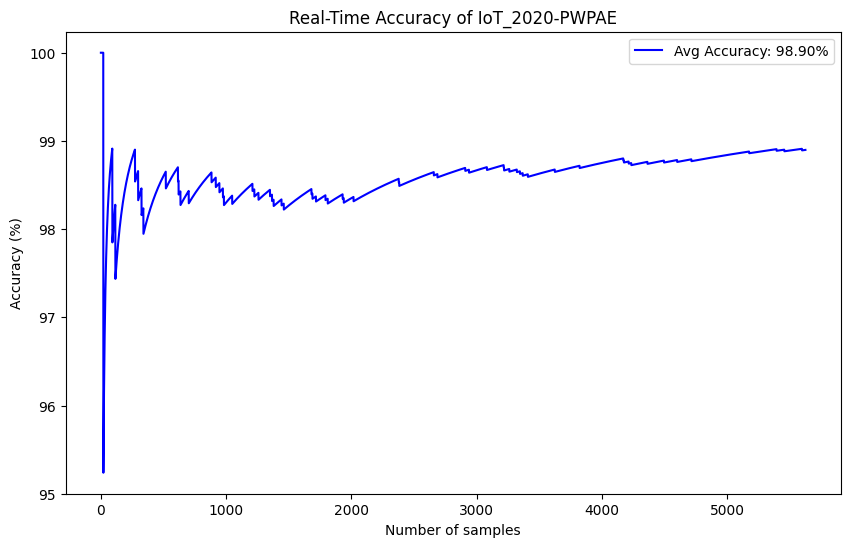 Real-Time Accuracy of IoT_2020-PWPAE
Avg Accuracy: 98.90%
Accuracy (%)
100
99
98
97
96
95
0 1000 2000 3000 4000 5000
Number of samples